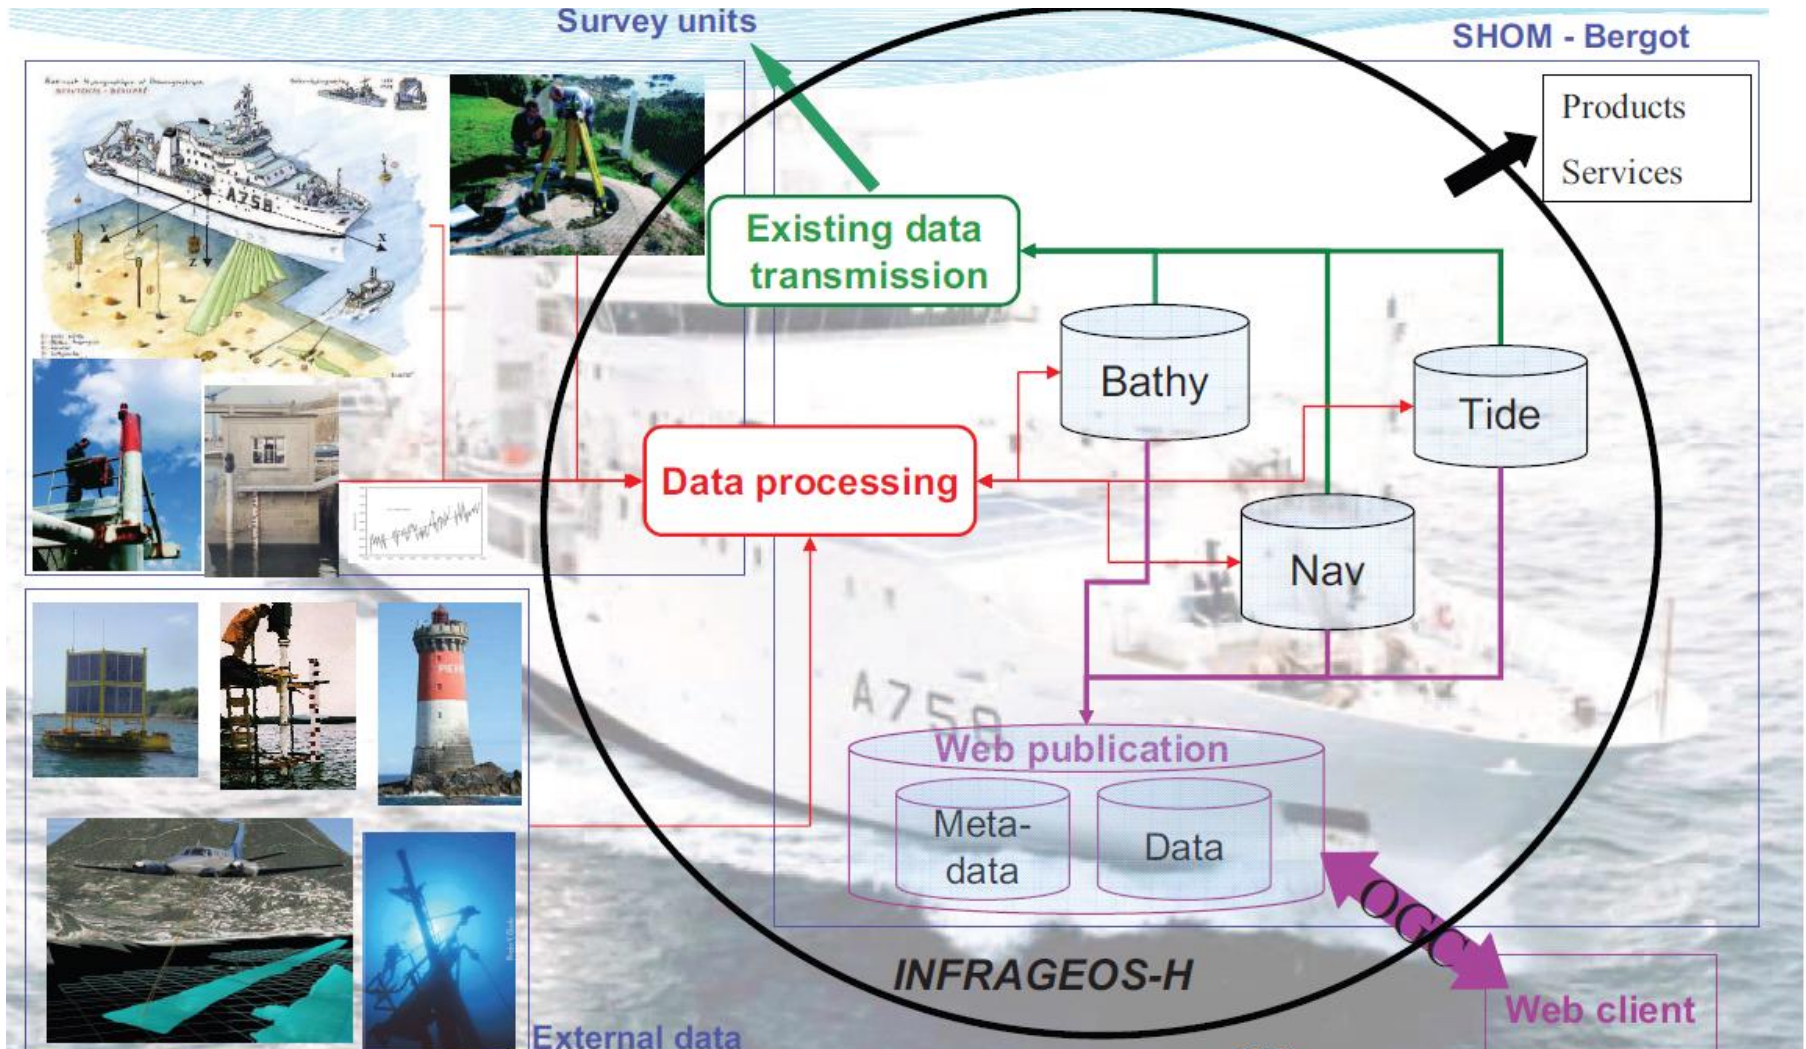 Survey units
SHOM - Bergot
Products
Services
A758
Y
X
Z
Existing data
transmission
Bathy
Tide
Data processing
Nav
A758
Web publication
Meta-
data
Data
OGC
INFRAGEOS-H
Web client
External data